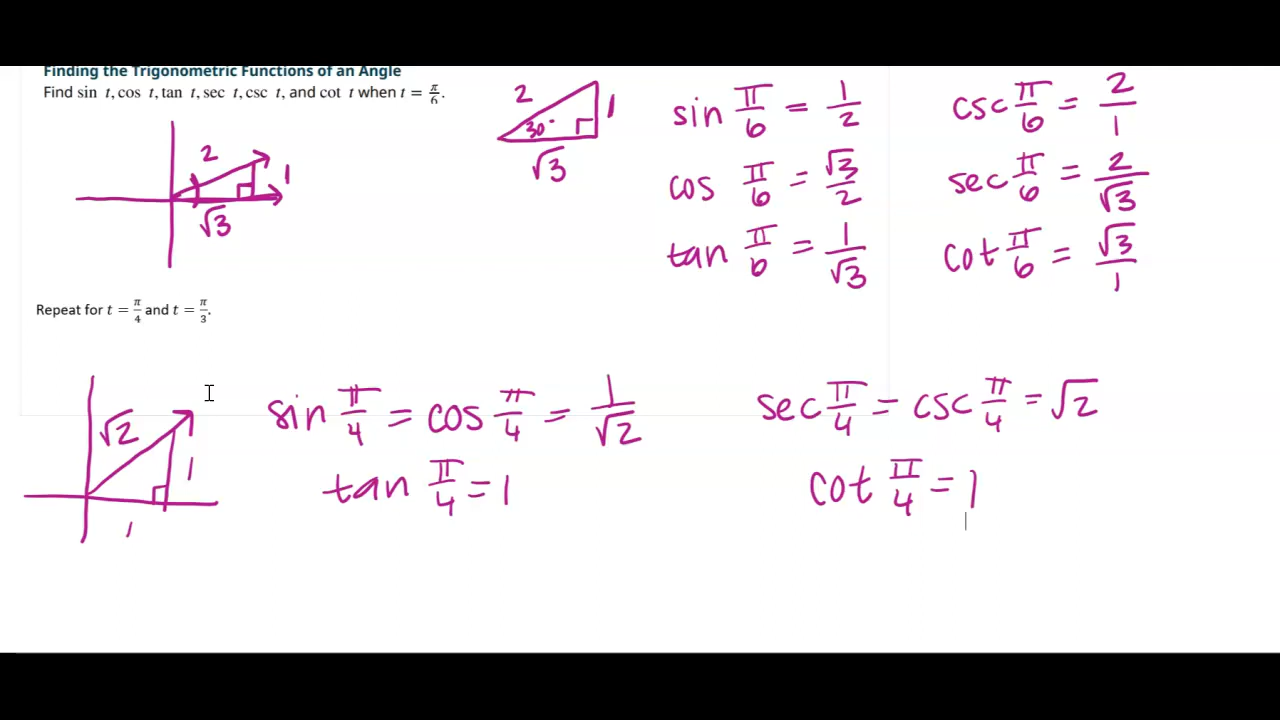 Finding the Trigonometric Functions of an Angle
Find sin t, cos t, tan t, sec t, csc t, and cot t when t = π/6.
2
1
√3
2
30°
1
√3
sin π/6 = 1/2
cos π/6 = √3/2
tan π/6 = 1/√3
csc π/6 = 2/1
sec π/6 = 2/√3
cot π/6 = √3/1
Repeat for t = π/4 and t = π/3.
√2
1
1
sin π/4 = cos π/4 = 1/√2
tan π/4 = 1
sec π/4 = csc π/4 = √2
cot π/4 = 1